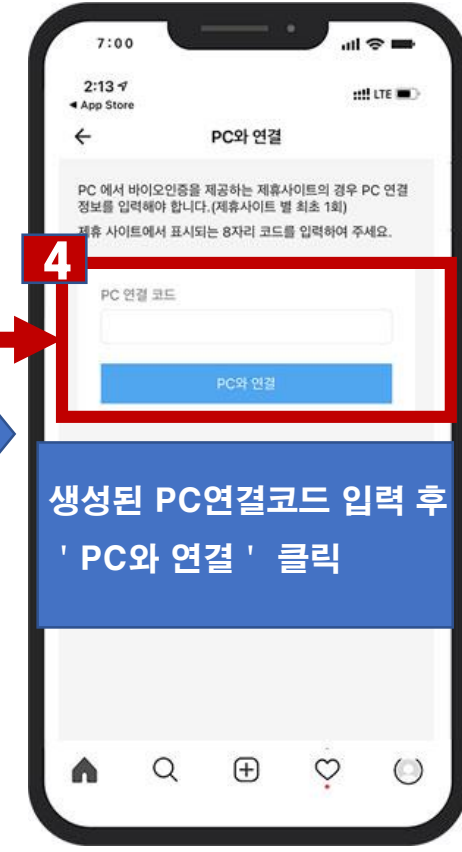 7:00
2:13
◀ App Store
LTE
PC와 연결
PC 에서 바이오인증을 제공하는 제휴사이트의 경우 PC 연결
정보를 입력해야 합니다.(제휴사이트 별 최초 1회)
제휴 사이트에서 표시되는 8자리 코드를 입력하여 주세요.
4
PC 연결 코드
PC와 연결
생성된 PC연결코드 입력 후
' PC와 연결 ' 클릭